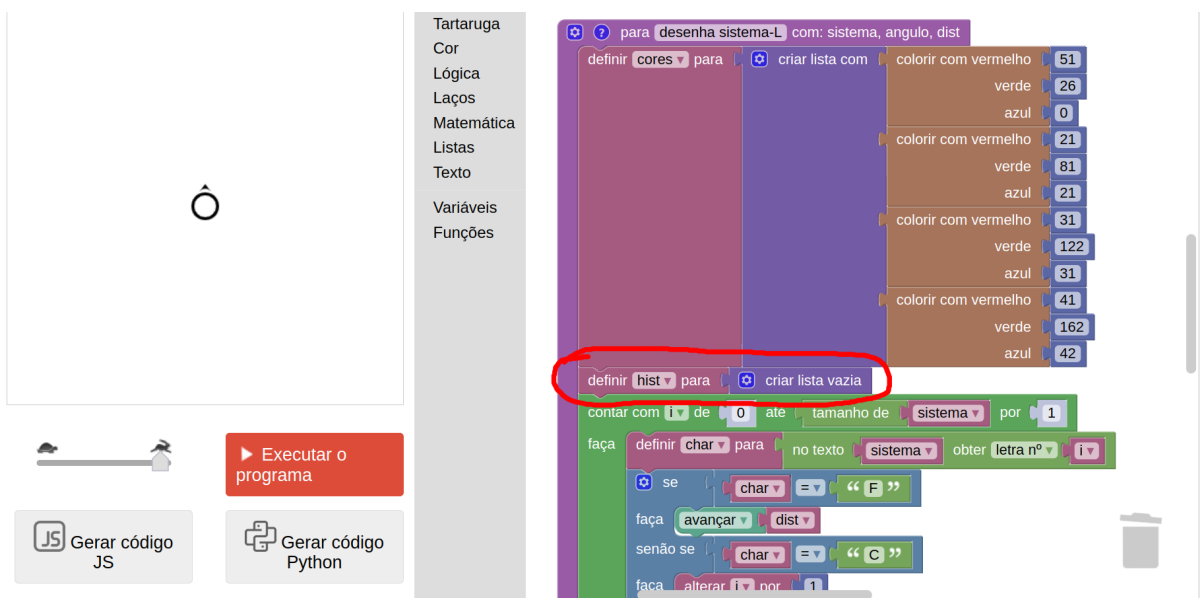 Tartaruga
Cor
Lógica
Laços
Matemática
Listas
Texto
Variáveis
Funções
Executar o
programa
JS Gerar código
JS
Gerar código
Python
? para desenha sistema-L com: sistema, angulo, dist
definir cores para criar lista com colorir com vermelho 51
verde 26
azul 0
colorir com vermelho 21
verde 81
azul 21
colorir com vermelho 31
verde 122
azul 31
colorir com vermelho 41
verde 162
azul 42
definir hist para criar lista vazia
contar com i de 0 até tamanho de sistema por 1
faça definir char para no texto sistema obter letra nº i
se char = “ F ”
faça avançar dist
senão se char = “ C ”
faça alterar i por 1